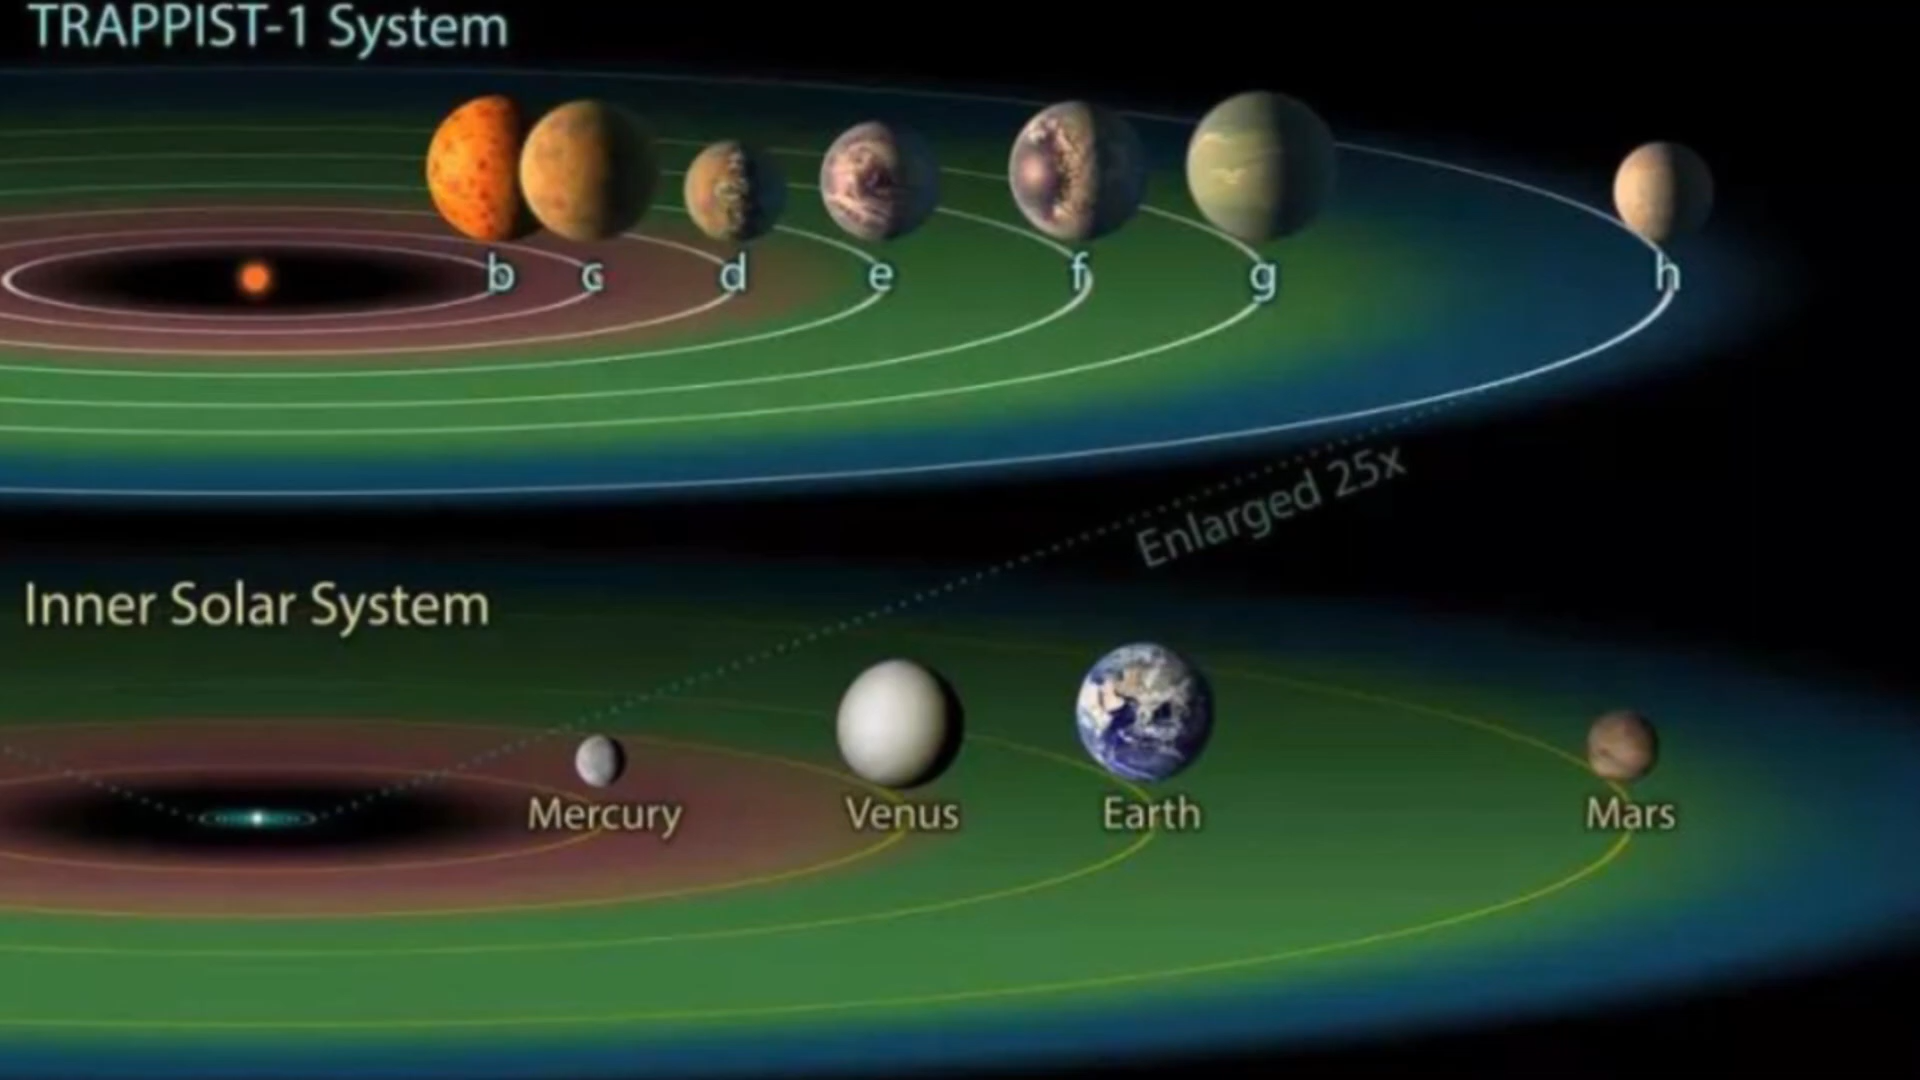 TRAPPIST-1 System
b
c
d
e
f
g
h
Enlarged 25x
Inner Solar System
Mercury
Venus
Earth
Mars